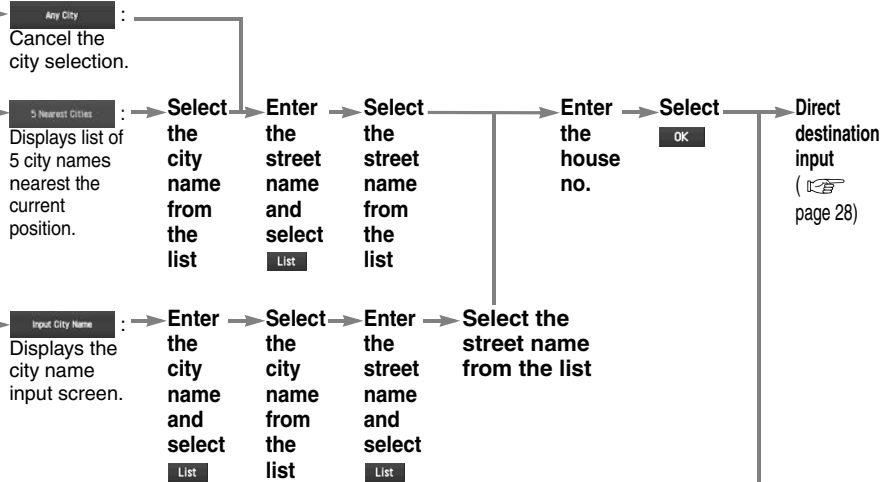 Any City :
Cancel the
city selection.
5 Nearest Cities :
Displays list of
5 city names
nearest the
current
position.
Select
the
city
name
from
the
list
Enter
the
street
name
and
select
List
Select
the
street
name
from
the
list
Enter
the
house
no.
Select
OK
Direct
destination
input
(
page 28)
Input City Name :
Displays the
city name
input screen.
Enter
the
city
name
and
select
List
Select
the
city
name
from
the
list
Enter
the
street
name
and
select
List
Select the
street name
from the list